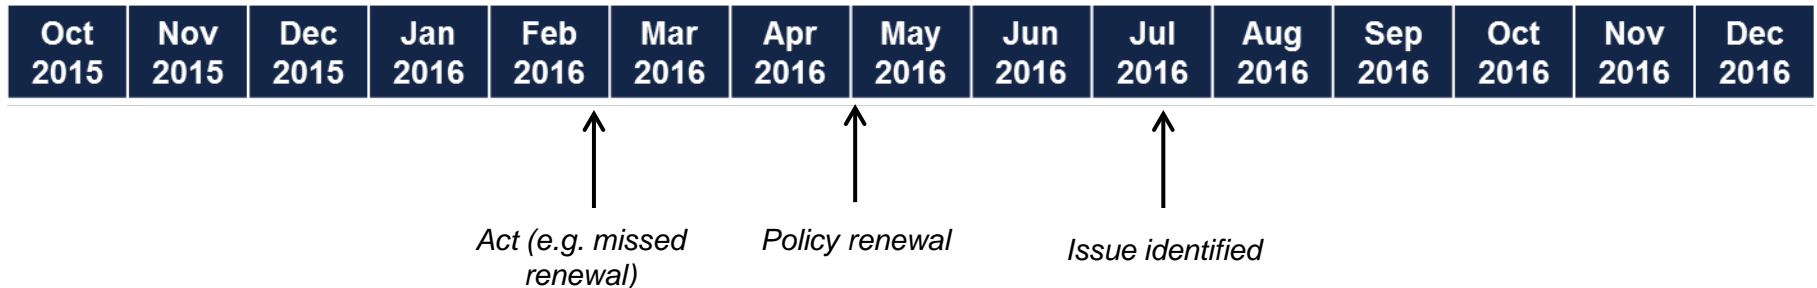 Oct Nov Dec Jan Feb Mar Apr May Jun Jul Aug Sep Oct Nov Dec
2015 2015 2015 2016 2016 2016 2016 2016 2016 2016 2016 2016 2016 2016 2016
Act (e.g. missed
renewal)
Policy renewal
Issue identified